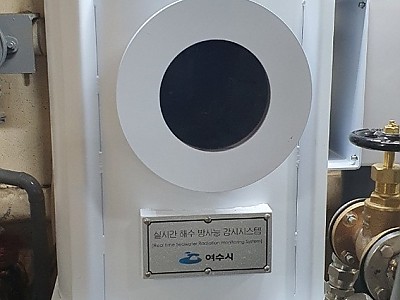 실시간 해수 방사능 감시시스템
(Real time Seawater Radiation Monitoring System)
여수시